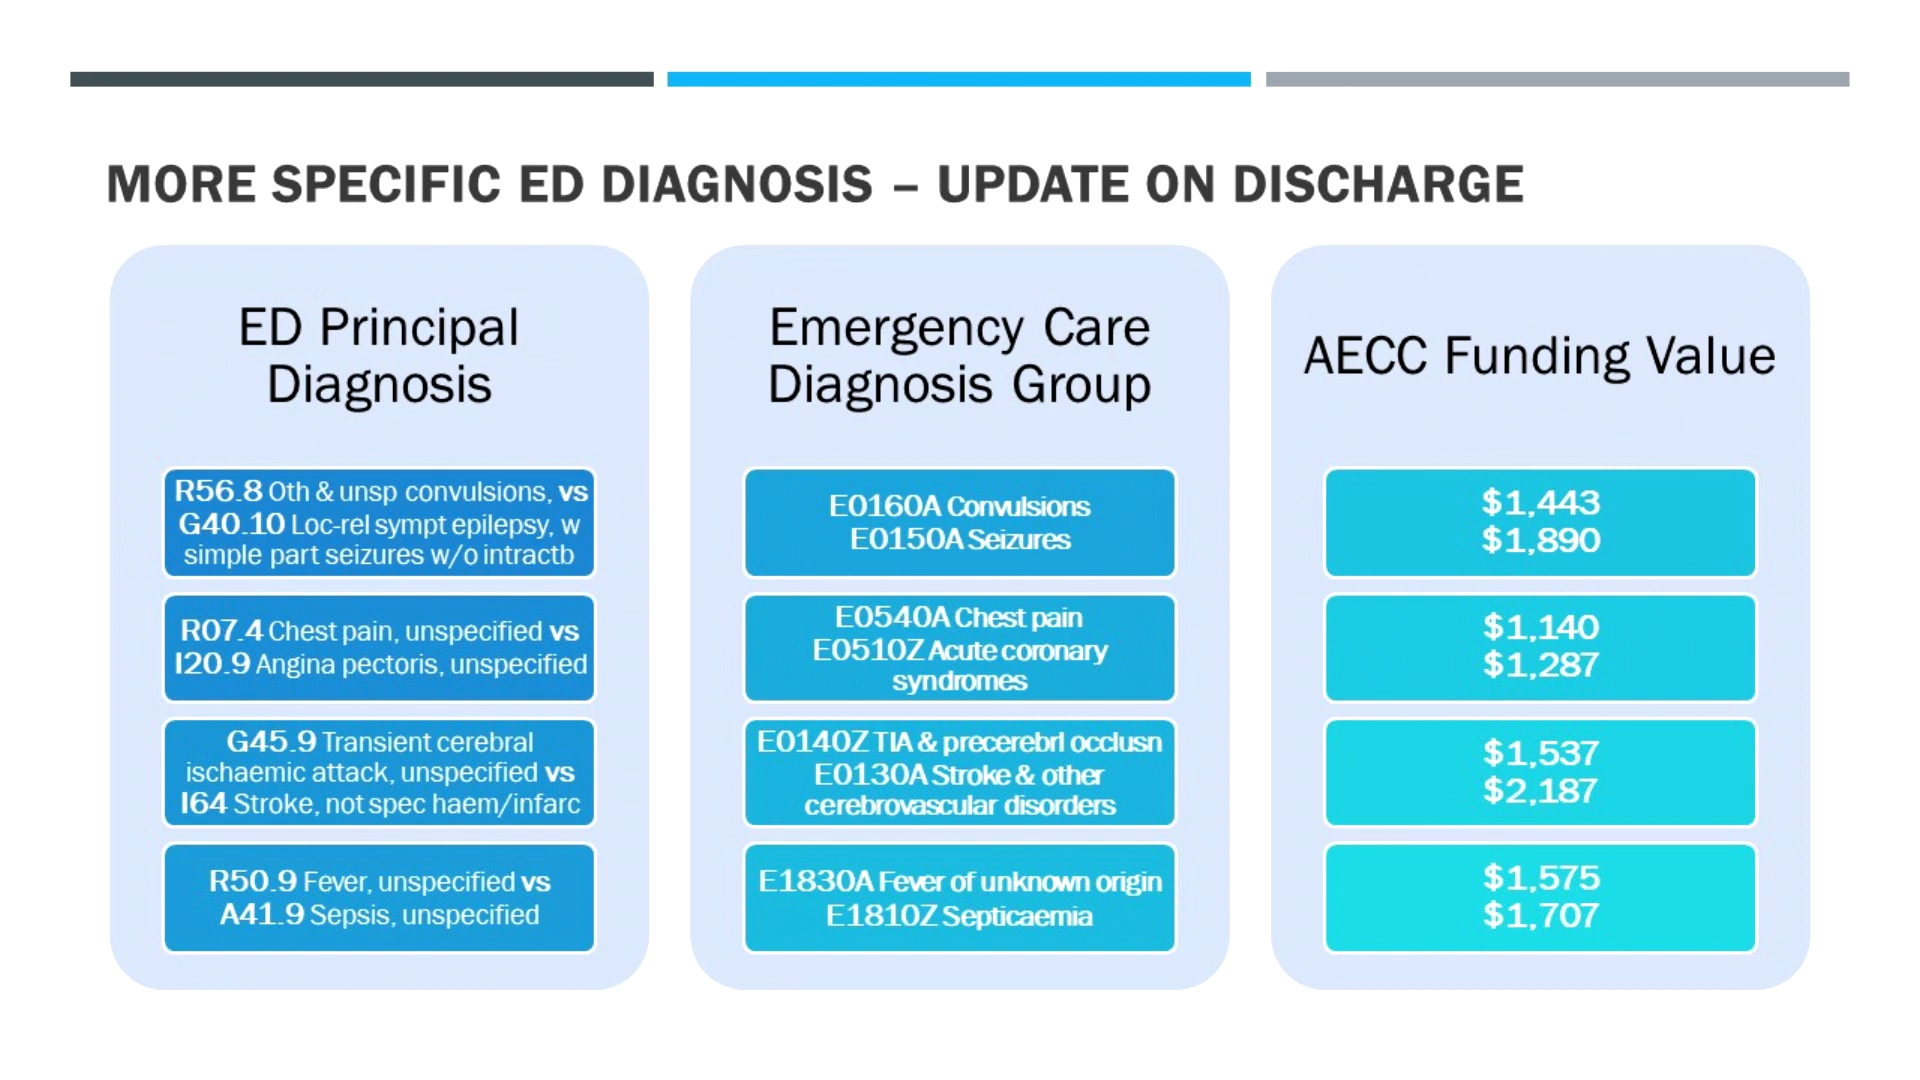 MORE SPECIFIC ED DIAGNOSIS – UPDATE ON DISCHARGE
ED Principal
Diagnosis
R56.8 Oth & unsp convulsions, vs
G40.10 Loc-rel sympt epilepsy, w
simple part seizures w/o intractb
R07.4 Chest pain, unspecified vs
I20.9 Angina pectoris, unspecified
G45.9 Transient cerebral
ischaemic attack, unspecified vs
I64 Stroke, not spec haem/infarc
R50.9 Fever, unspecified vs
A41.9 Sepsis, unspecified
Emergency Care
Diagnosis Group
E0160A Convulsions
E0150A Seizures
E0540A Chest pain
E0510Z Acute coronary
syndromes
E0140Z TIA & precerebrl occlusn
E0130A Stroke & other
cerebrovascular disorders
E1830A Fever of unknown origin
E1810Z Septicaemia
AECC Funding Value
$1,443
$1,890
$1,140
$1,287
$1,537
$2,187
$1,575
$1,707